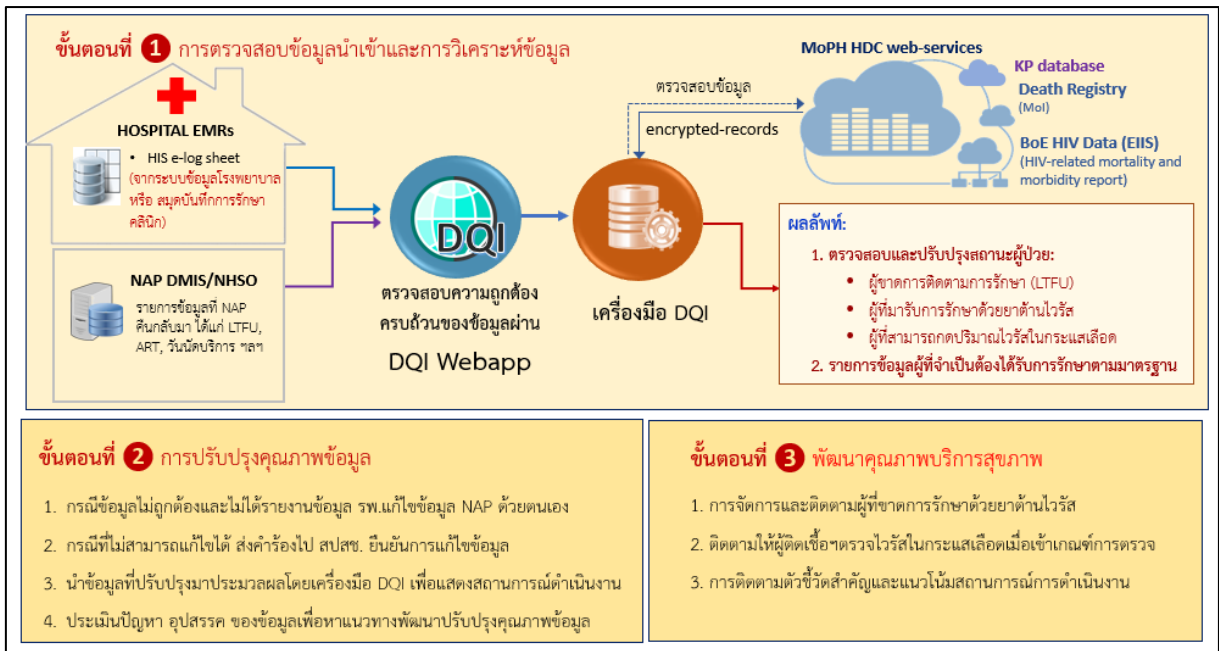 ขั้นตอนที่ 1 การตรวจสอบข้อมูลนำเข้าและการวิเคราะห์ข้อมูล
HOSPITAL EMRs
• HIS e-log sheet
(จากระบบข้อมูลโรงพยาบาล
หรือ สมุดบันทึกการรักษา
คลินิก)
NAP DMIS/NHSO
รายการข้อมูลที่ NAP
คืนกลับมา ได้แก่ LTFU,
ART, วันนัดบริการ ฯลฯ
DQI
ตรวจสอบความถูกต้อง
ครบถ้วนของข้อมูลผ่าน
DQI Webapp
เครื่องมือ DQI
ตรวจสอบข้อมูล
encrypted-records
MoPH HDC web-services
KP database
Death Registry
(MoI)
BoE HIV Data (EIIS)
(HIV-related mortality and
morbidity report)
ผลลัพท์:
1. ตรวจสอบและปรับปรุงสถานะผู้ป่วย:
• ผู้ขาดการติดตามการรักษา (LTFU)
• ผู้ที่มารับการรักษาด้วยยาต้านไวรัส
• ผู้ที่สามารถกดปริมาณไวรัสในกระแสเลือด
2. รายการข้อมูลผู้ที่จำเป็นต้องได้รับการรักษาตามมาตรฐาน
ขั้นตอนที่ 2 การปรับปรุงคุณภาพข้อมูล
1. กรณีข้อมูลไม่ถูกต้องและไม่ได้รายงานข้อมูล รพ.แก้ไขข้อมูล NAP ด้วยตนเอง
2. กรณีที่ไม่สามารถแก้ไขได้ ส่งคำร้องไป สปสช. ยืนยันการแก้ไขข้อมูล
3. นำข้อมูลที่ปรับปรุงมาประมวลผลโดยเครื่องมือ DQI เพื่อแสดงสถานการณ์ดำเนินงาน
4. ประเมินปัญหา อุปสรรค ของข้อมูลเพื่อหาแนวทางพัฒนาปรับปรุงคุณภาพข้อมูล
ขั้นตอนที่ 3 พัฒนาคุณภาพบริการสุขภาพ
1. การจัดการและติดตามผู้ที่ขาดการรักษาด้วยยาต้านไวรัส
2. ติดตามให้ผู้ติดเชื้อฯตรวจไวรัสในกระแสเลือดเมื่อเข้าเกณฑ์การตรวจ
3. การติดตามตัวชี้วัดสำคัญและแนวโน้มสถานการณ์การดำเนินงาน